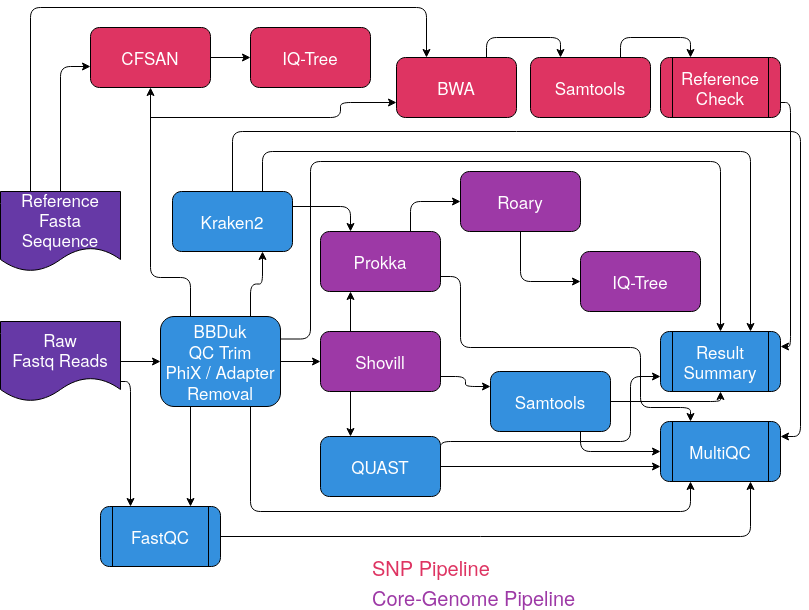 CFSAN
IQ-Tree
BWA
Samtools
Reference
Check
Reference
Fasta
Sequence
Kraken2
Roary
Prokka
IQ-Tree
Raw
Fastq Reads
BBDuk
QC Trim
PhiX / Adapter
Removal
Shovill
Result
Summary
Samtools
QUAST
MultiQC
FastQC
SNP Pipeline
Core-Genome Pipeline